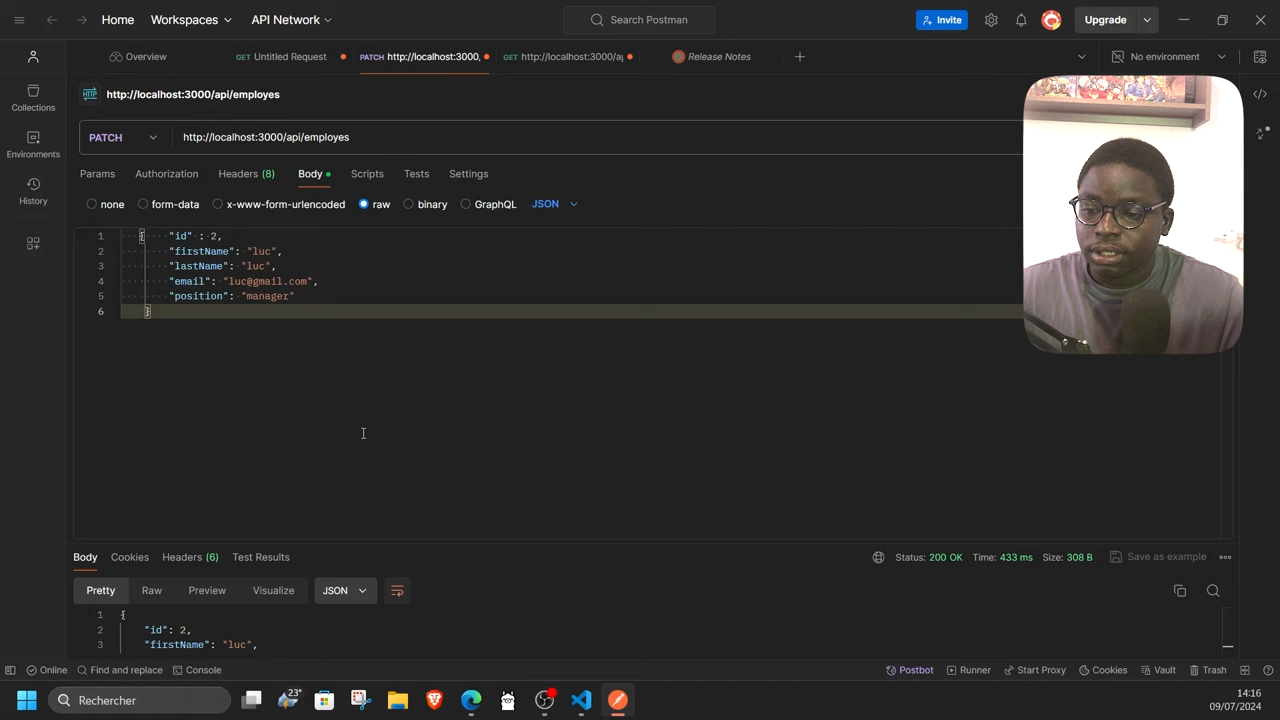 Home Workspaces API Network Search Postman Invite Upgrade
Overview GET Untitled Request PATCH http://localhost:3000, GET http://localhost:3000/a Release Notes + No environment
http://localhost:3000/api/employes
Collections
PATCH http://localhost:3000/api/employes
Environments
Params Authorization Headers (8) Body Scripts Tests Settings
History
none form-data x-www-form-urlencoded raw binary GraphQL JSON
1 { "id" : 2,
2 "firstName": "luc",
3 "lastName": "luc",
4 "email": "luc@gmail.com",
5 "position": "manager"
6 }
Body Cookies Headers (6) Test Results Status: 200 OK Time: 433 ms Size: 308 B Save as example
Pretty Raw Preview Visualize JSON
1 {
2 "id": 2,
3 "firstName": "luc",
Online Find and replace Console Postbot Runner Start Proxy Cookies Vault Trash
Rechercher 23° 14:16
09/07/2024